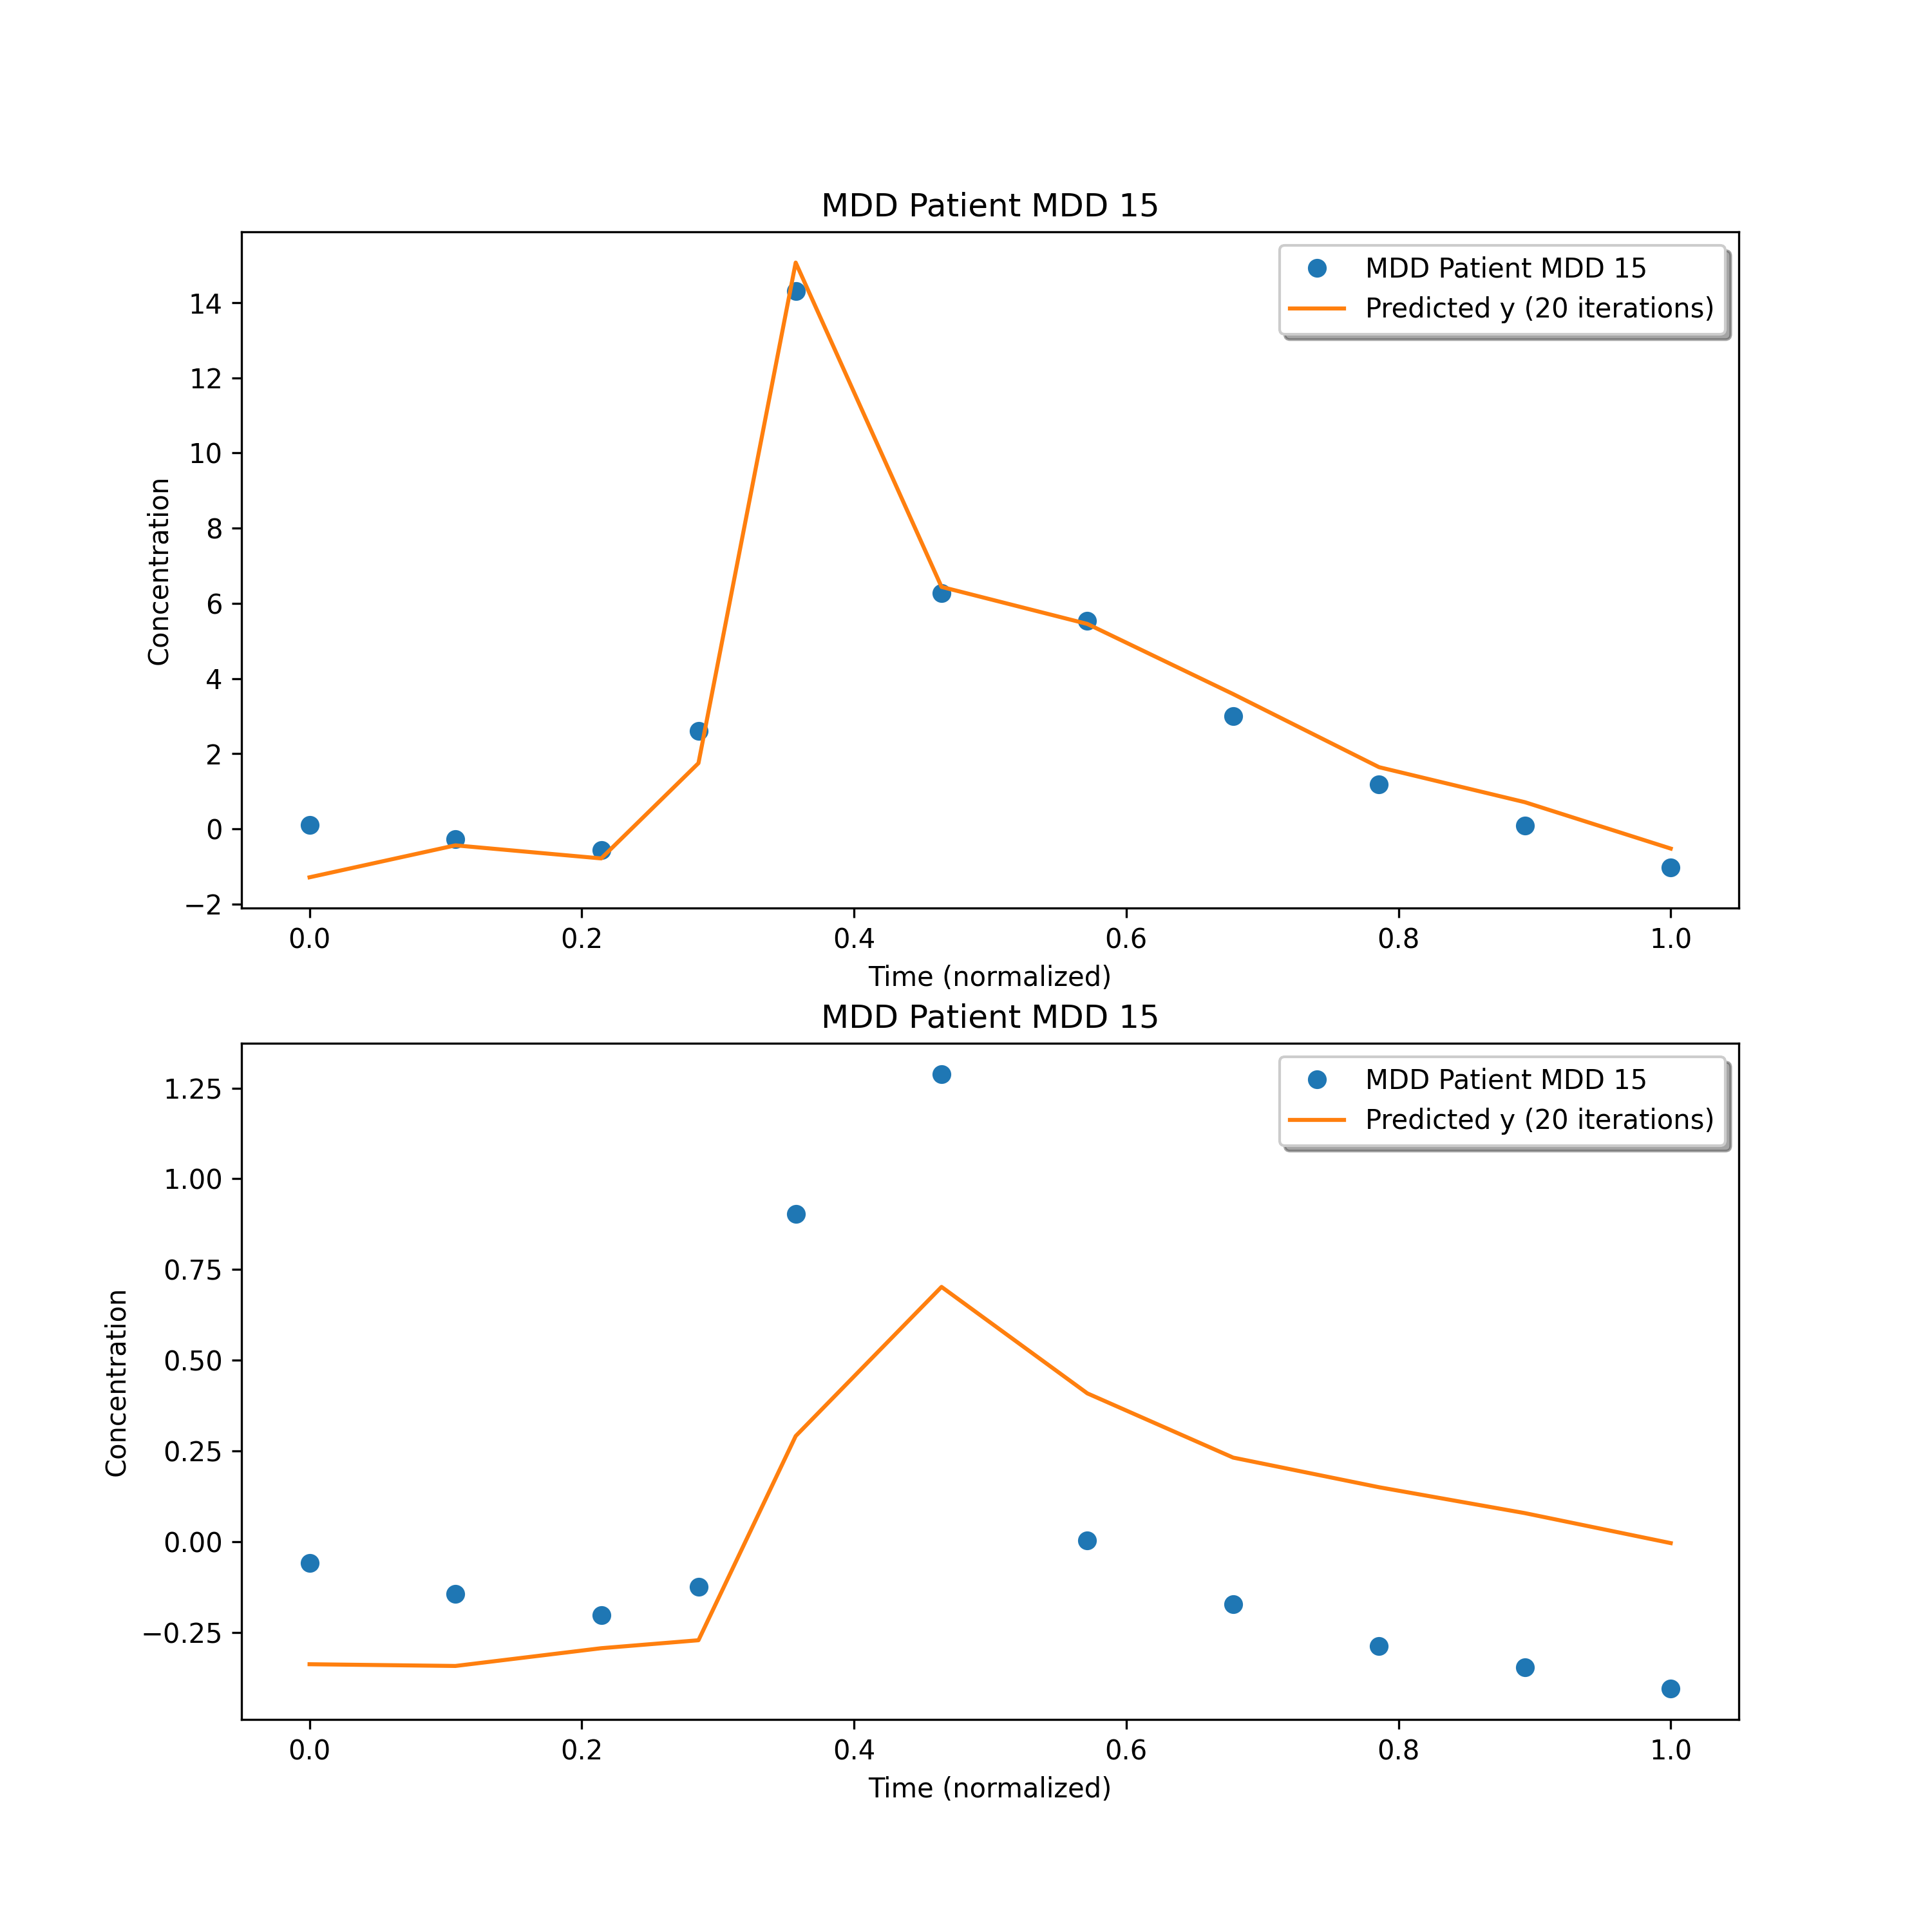 MDD Patient MDD 15
MDD Patient MDD 15
Predicted y (20 iterations)
Concentration
14
12
10
8
6
4
2
0
−2
0.0 0.2 0.4 0.6 0.8 1.0
Time (normalized)
MDD Patient MDD 15
MDD Patient MDD 15
Predicted y (20 iterations)
Concentration
1.25
1.00
0.75
0.50
0.25
0.00
−0.25
0.0 0.2 0.4 0.6 0.8 1.0
Time (normalized)